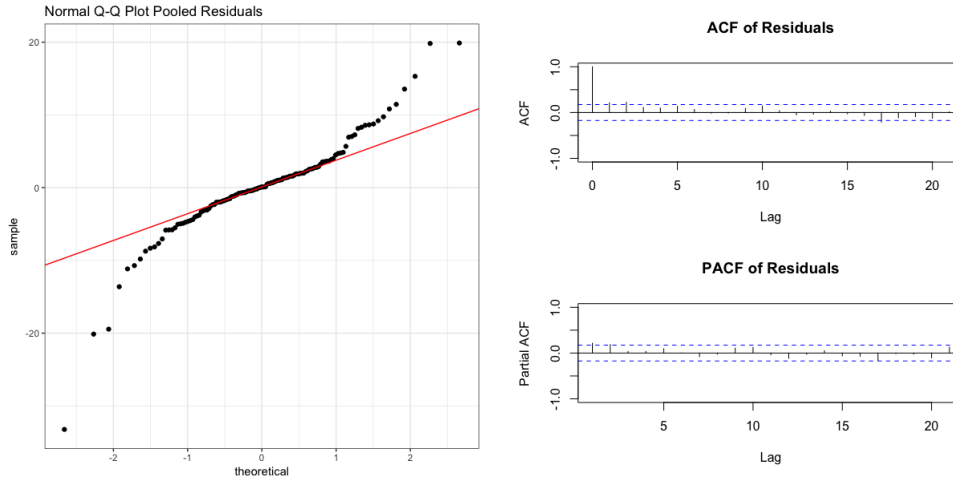 Normal Q-Q Plot Pooled Residuals
20
0
-20
sample
-2
-1
0
1
2
theoretical
ACF of Residuals
1.0
0.0
-1.0
ACF
0
5
10
15
20
Lag
PACF of Residuals
1.0
0.0
-1.0
Partial ACF
5
10
15
20
Lag